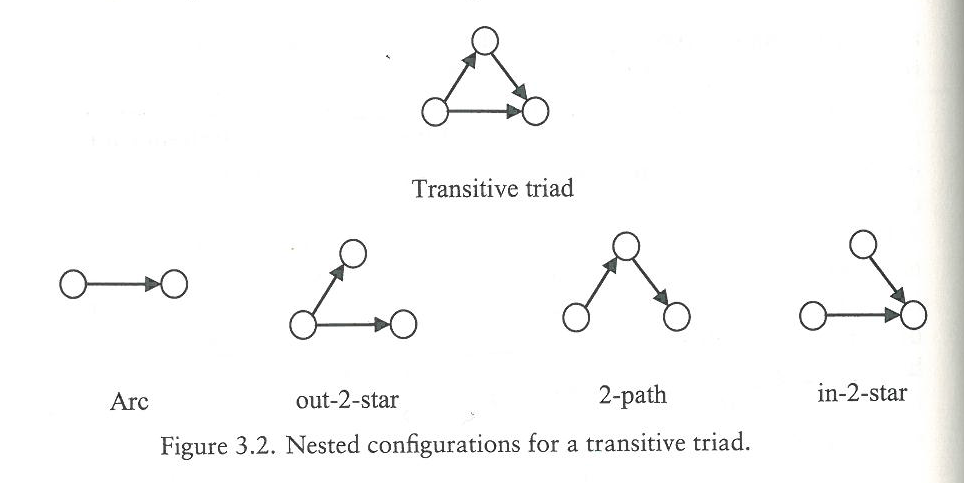 Transitive triad
Arc
out-2-star
2-path
in-2-star
Figure 3.2. Nested configurations for a transitive triad.